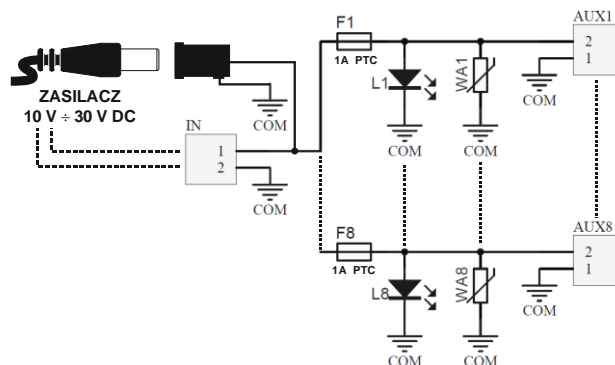 AUX1
F1
2
1A PTC
1
L1
WA1
COM
ZASILACZ
10 V ÷ 30 V DC
COM
COM
COM
IN
1
2
COM
F8
AUX8
2
1A PTC
1
L8
WA8
COM
COM
COM